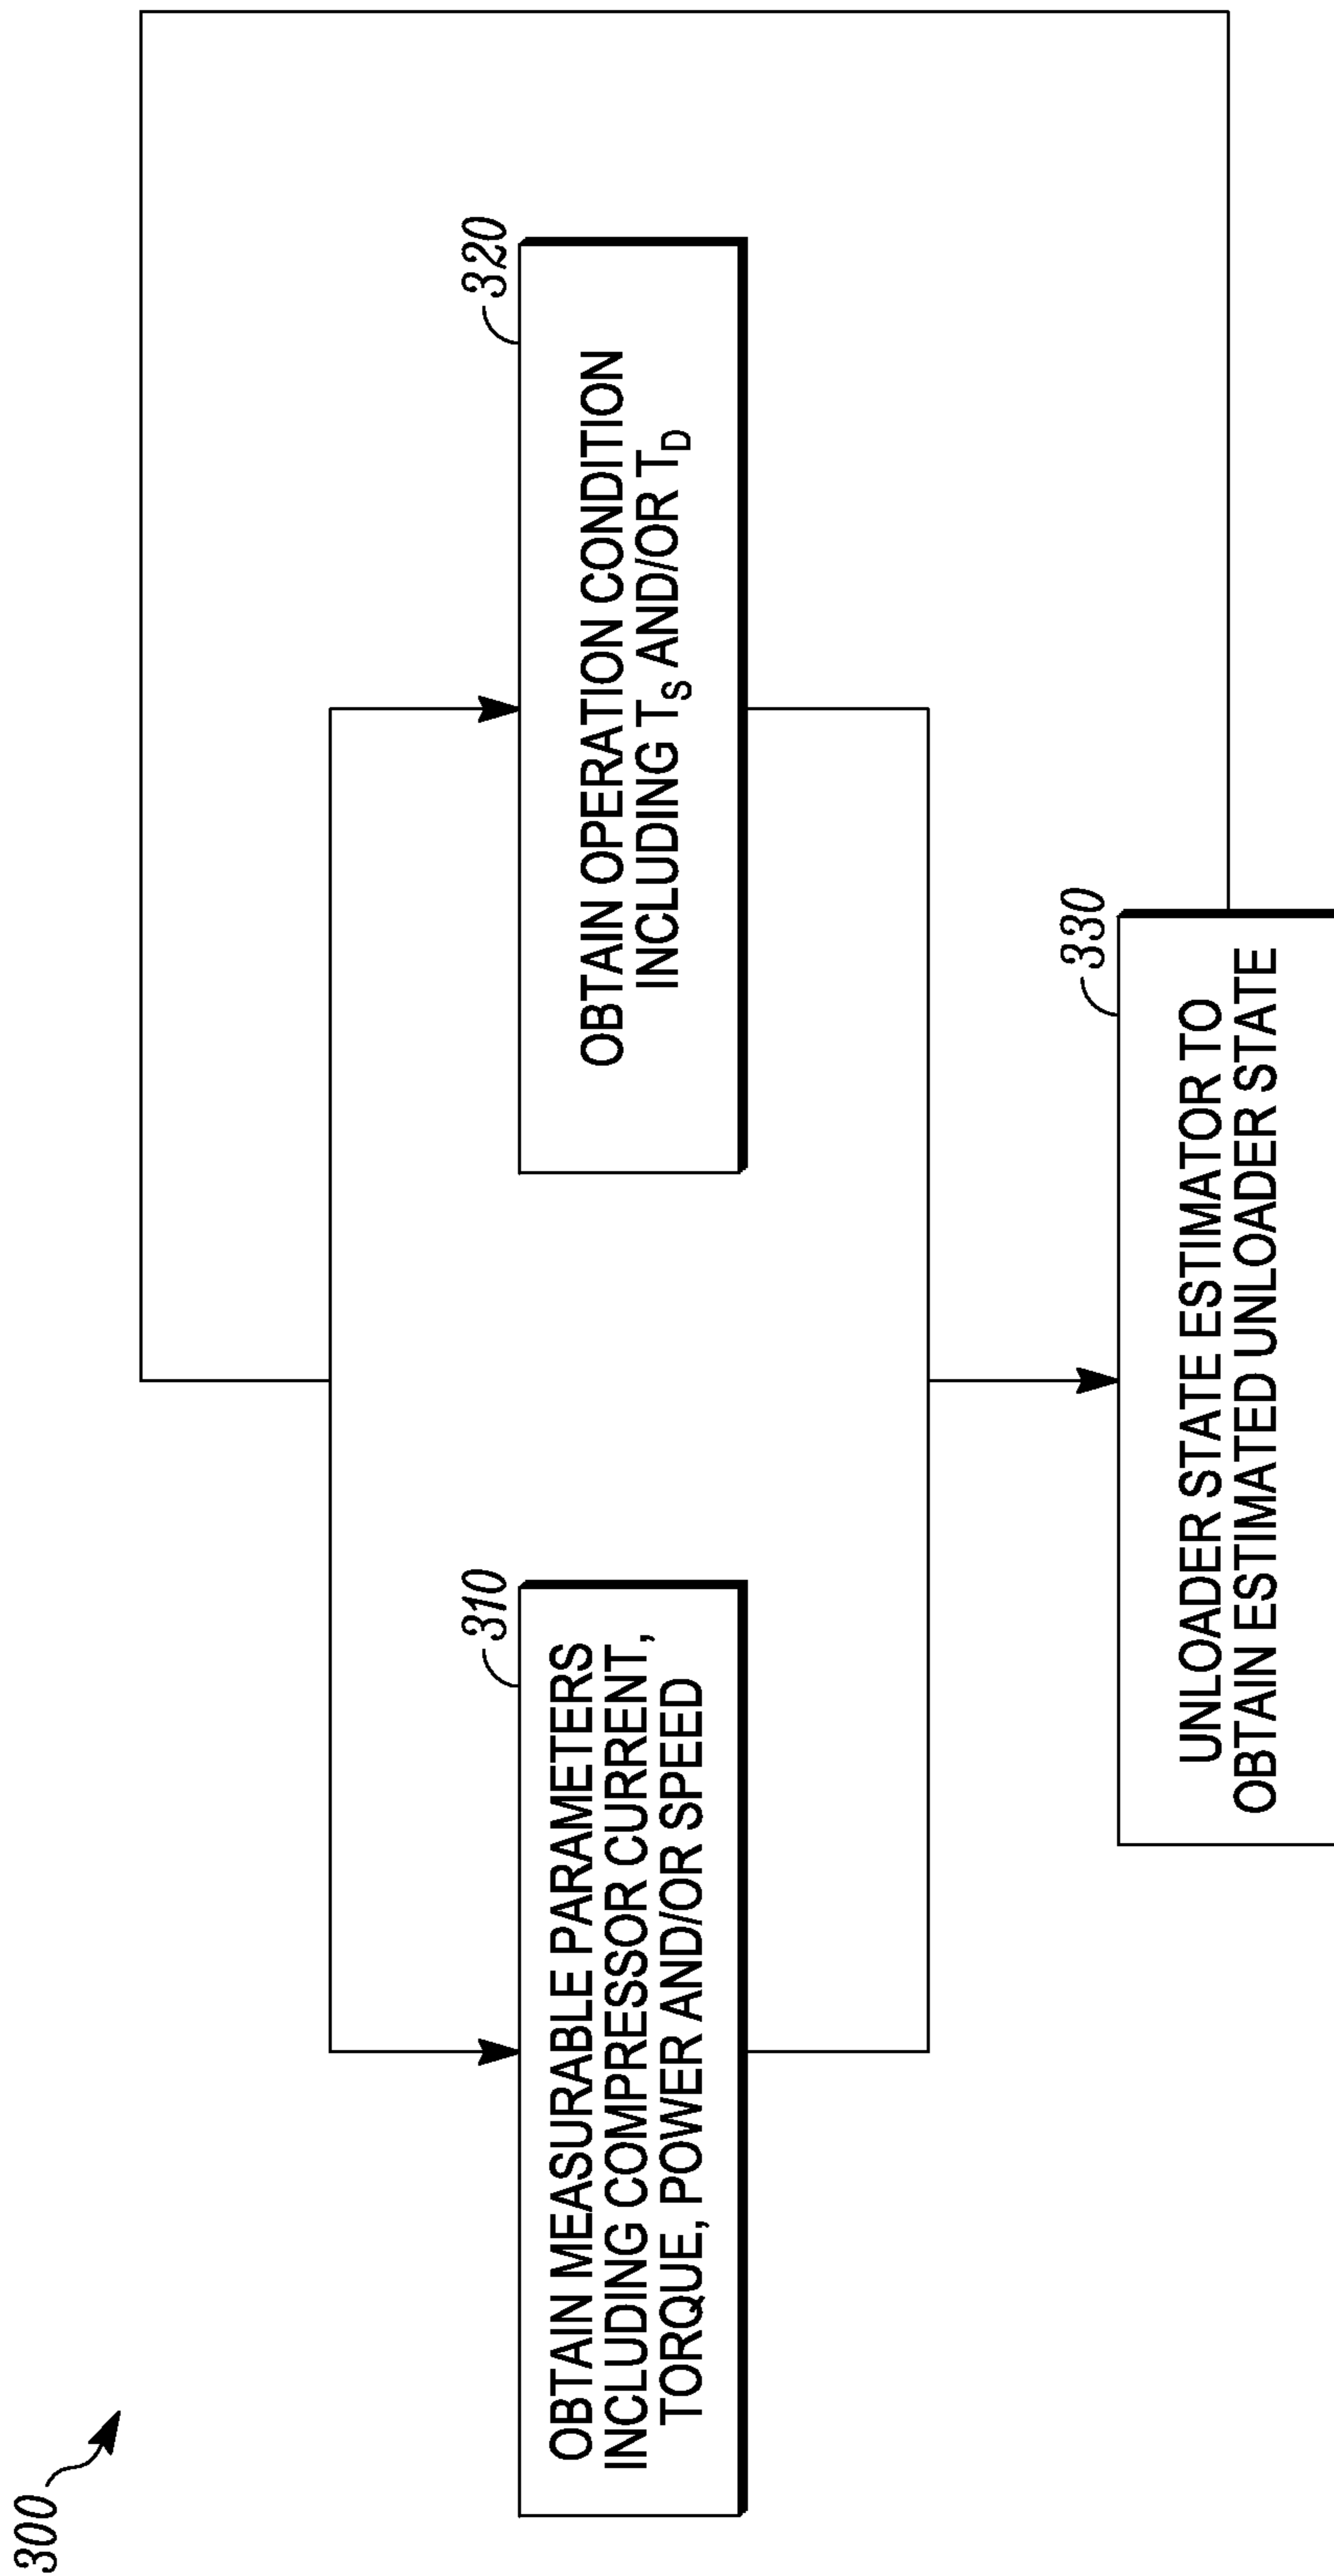 300
310
OBTAIN MEASURABLE PARAMETERS
INCLUDING COMPRESSOR CURRENT,
TORQUE, POWER AND/OR SPEED
320
OBTAIN OPERATION CONDITION
INCLUDING TS AND/OR TD
330
UNLOADER STATE ESTIMATOR TO
OBTAIN ESTIMATED UNLOADER STATE